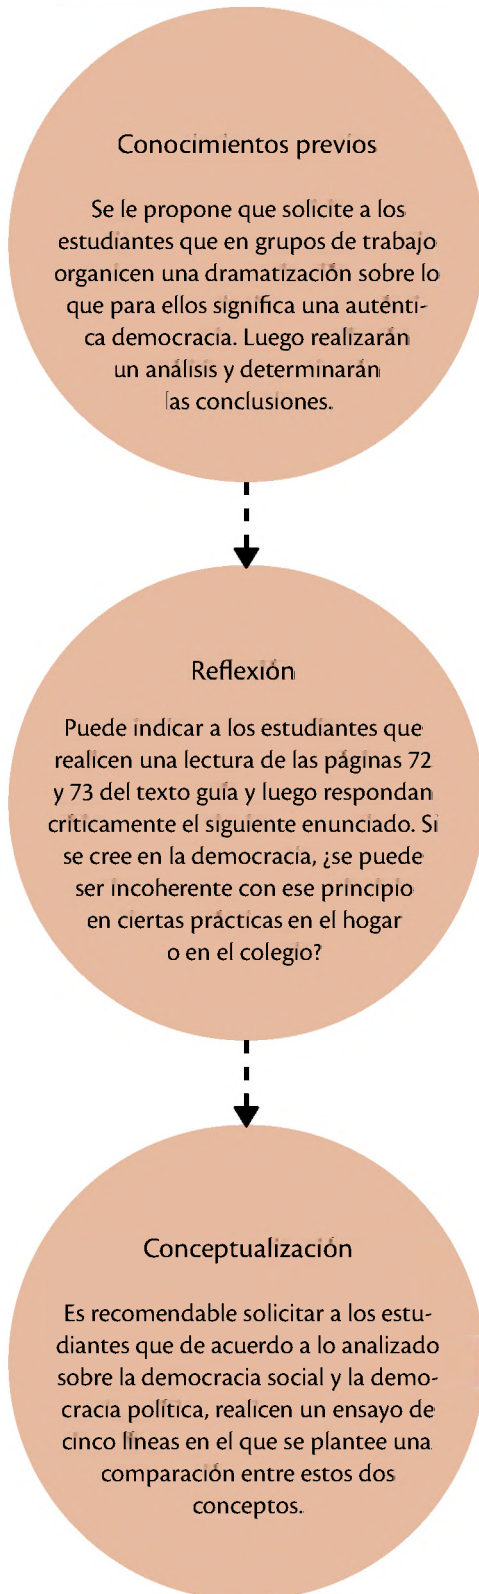 Conocimientos previos
Se le propone que solicite a los
estudiantes que en grupos de trabajo
organicen una dramatización sobre lo
que para ellos significa una auténti-
ca democracia. Luego realizarán
un análisis y determinarán
las conclusiones.
Reflexión
Puede indicar a los estudiantes que
realicen una lectura de las páginas 72
y 73 del texto guía y luego respondan
críticamente el siguiente enunciado. Si
se cree en la democracia, ¿se puede
ser incoherente con ese principio
en ciertas prácticas en el hogar
o en el colegio?
Conceptualización
Es recomendable solicitar a los estu-
diantes que de acuerdo a lo analizado
sobre la democracia social y la demo-
cracia política, realicen un ensayo de
cinco líneas en el que se plantee una
comparación entre estos dos
conceptos.